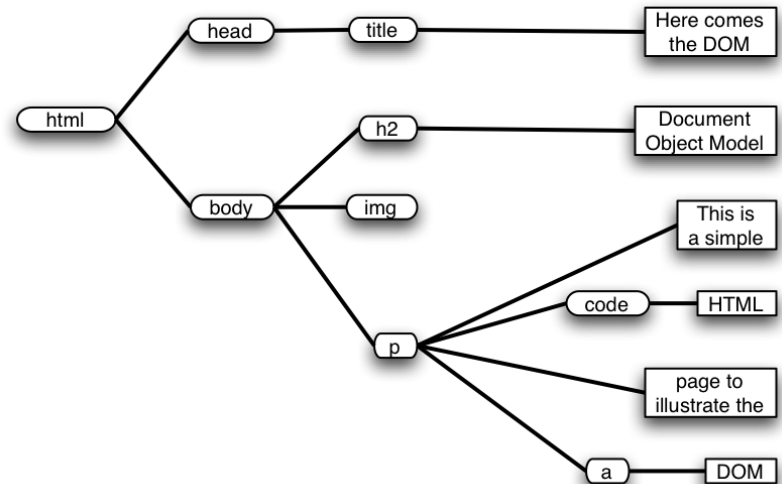 head
title
Here comes
the DOM
html
h2
Document
Object Model
body
img
This is
a simple
code
HTML
p
page to
illustrate the
a
DOM